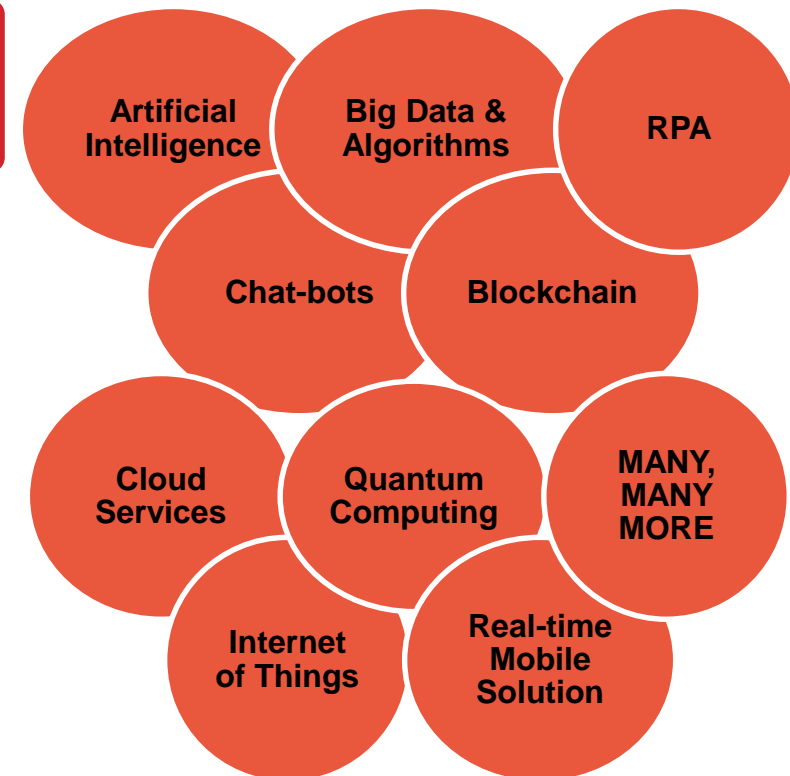 Artificial
Intelligence
Big Data &
Algorithms
RPA
Chat-bots
Blockchain
Cloud
Services
Quantum
Computing
MANY,
MANY
MORE
Internet
of Things
Real-time
Mobile
Solution